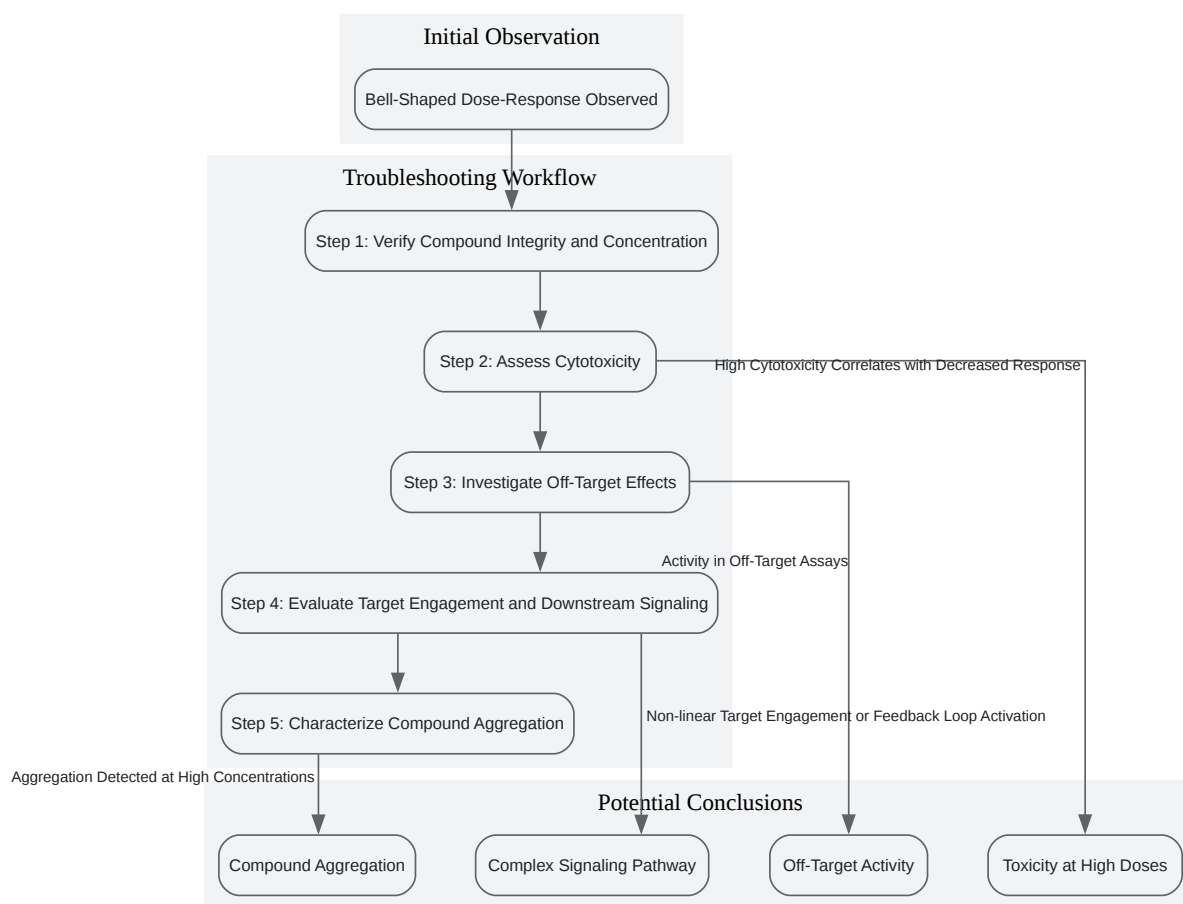 Initial Observation
Bell-Shaped Dose-Response Observed
Troubleshooting Workflow
Step 1: Verify Compound Integrity and Concentration
Step 2: Assess Cytotoxicity
High Cytotoxicity Correlates with Decreased Response
Step 3: Investigate Off-Target Effects
Activity in Off-Target Assays
Step 4: Evaluate Target Engagement and Downstream Signaling
Step 5: Characterize Compound Aggregation
Non-linear Target Engagement or Feedback Loop Activation
Aggregation Detected at High Concentrations
Potential Conclusions
Compound Aggregation
Complex Signaling Pathway
Off-Target Activity
Toxicity at High Doses